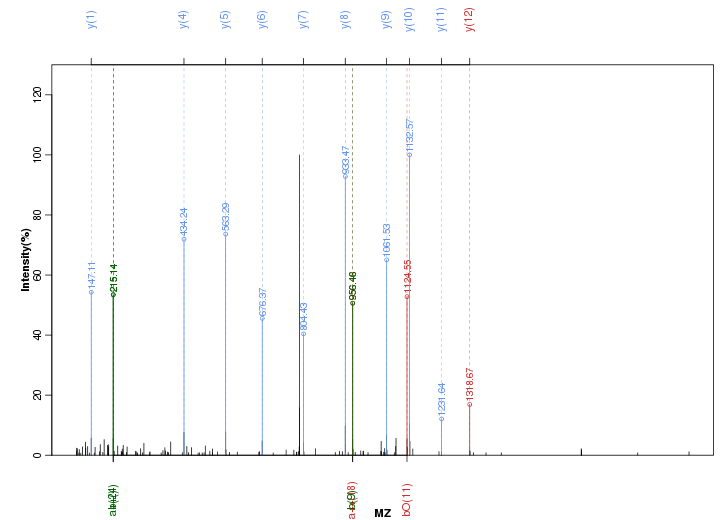 y(1) y(4) y(5) y(6) y(7) y(8) y(9) y(10) y(11) y(12)
Intensity(%)
0 20 40 60 80 100 120
147.11
215.14
434.24
563.29
676.37
804.43
933.47
956.48
1061.53
1124.55
1132.57
1231.64
1318.67
bO(11)
MZ